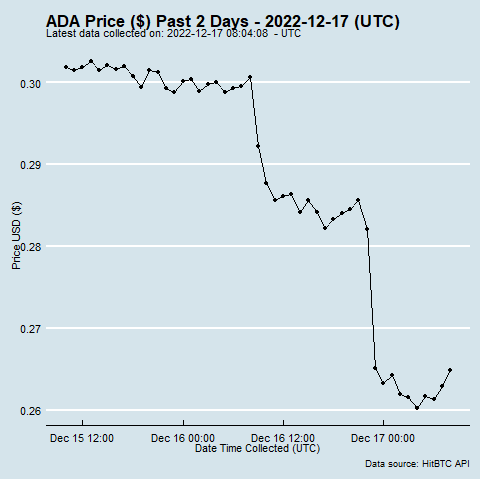 ADA Price ($) Past 2 Days - 2022-12-17 (UTC)
Latest data collected on: 2022-12-17 08:04:08 - UTC
Price USD ($)
0.30
0.29
0.28
0.27
0.26
Dec 15 12:00
Dec 16 00:00
Dec 16 12:00
Dec 17 00:00
Date Time Collected (UTC)
Data source: HitBTC API